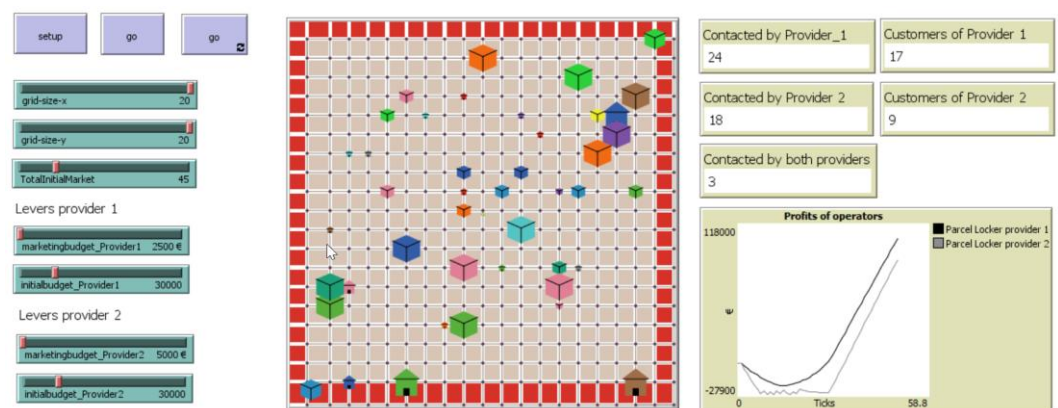 setup
go
go
grid-size-x 20
grid-size-y 20
TotalInitialMarket 45
Levers provider 1
marketingbudget_Provider1 2500 €
initialbudget_Provider1 30000
Levers provider 2
marketingbudget_Provider2 5000 €
initialbudget_Provider2 30000
Contacted by Provider_1
24
Customers of Provider 1
17
Contacted by Provider 2
18
Customers of Provider 2
9
Contacted by both providers
3
Profits of operators
118000
€
-27900
0
Ticks
58.8
Parcel Locker provider 1
Parcel Locker provider 2